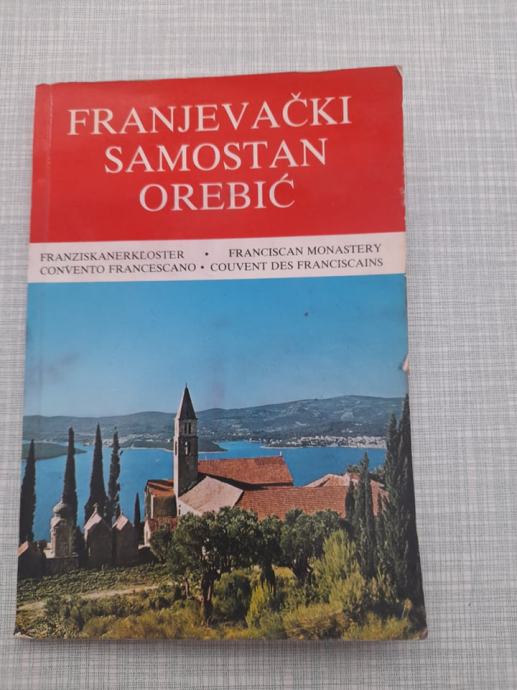 FRANJEVAČKI
SAMOSTAN
OREBIĆ
FRANZISKANERKLOSTER • FRANCISCAN MONASTERY
CONVENTO FRANCESCANO • COUVENT DES FRANCISCAINS